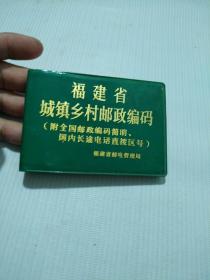 福建省
城镇乡村邮政编码
(附全国邮政编码简明、
国内长途电话直拨区号)
福建省邮电管理局